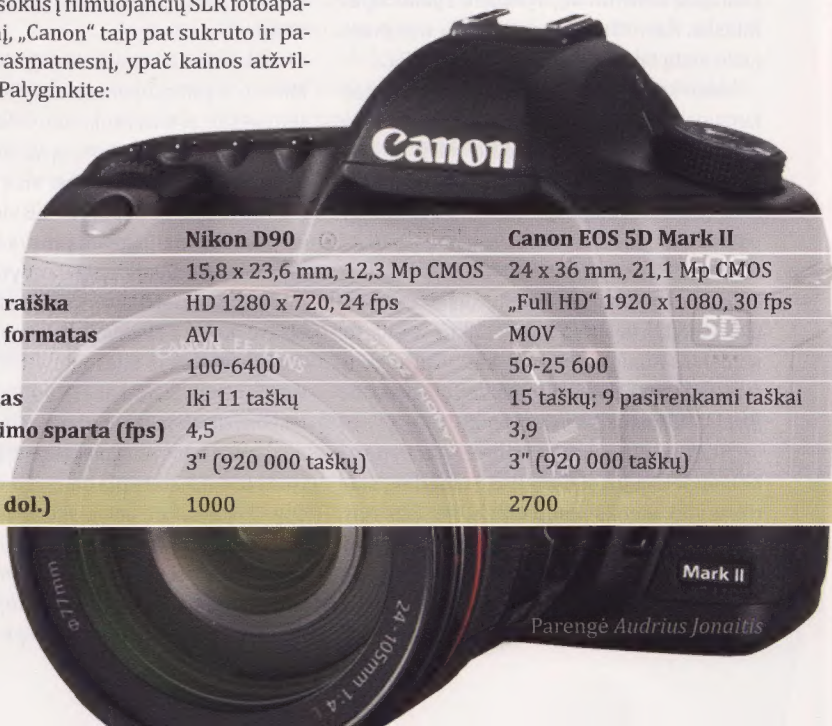 sokus į filmuojančių SLR fotoapa-
į, „Canon“ taip pat sukruto ir pa-
rašmatnesnį, ypač kainos atžvil-
Palyginkite:
Canon
Nikon D90 Canon EOS 5D Mark II
15,8 x 23,6 mm, 12,3 Mp CMOS 24 x 36 mm, 21,1 Mp CMOS
raiška HD 1280 x 720, 24 fps „Full HD“ 1920 x 1080, 30 fps
formatas AVI MOV
100-6400 50-25 600
as Iki 11 taškų 15 taškų; 9 pasirenkami taškai
imo sparta (fps) 4,5 3,9
3" (920 000 taškų) 3" (920 000 taškų)
dol.) 1000 2700
EOS
5D
Mark II
Φ77mm
24-105mm 1:4 L
Parengė Audrius Jonaitis